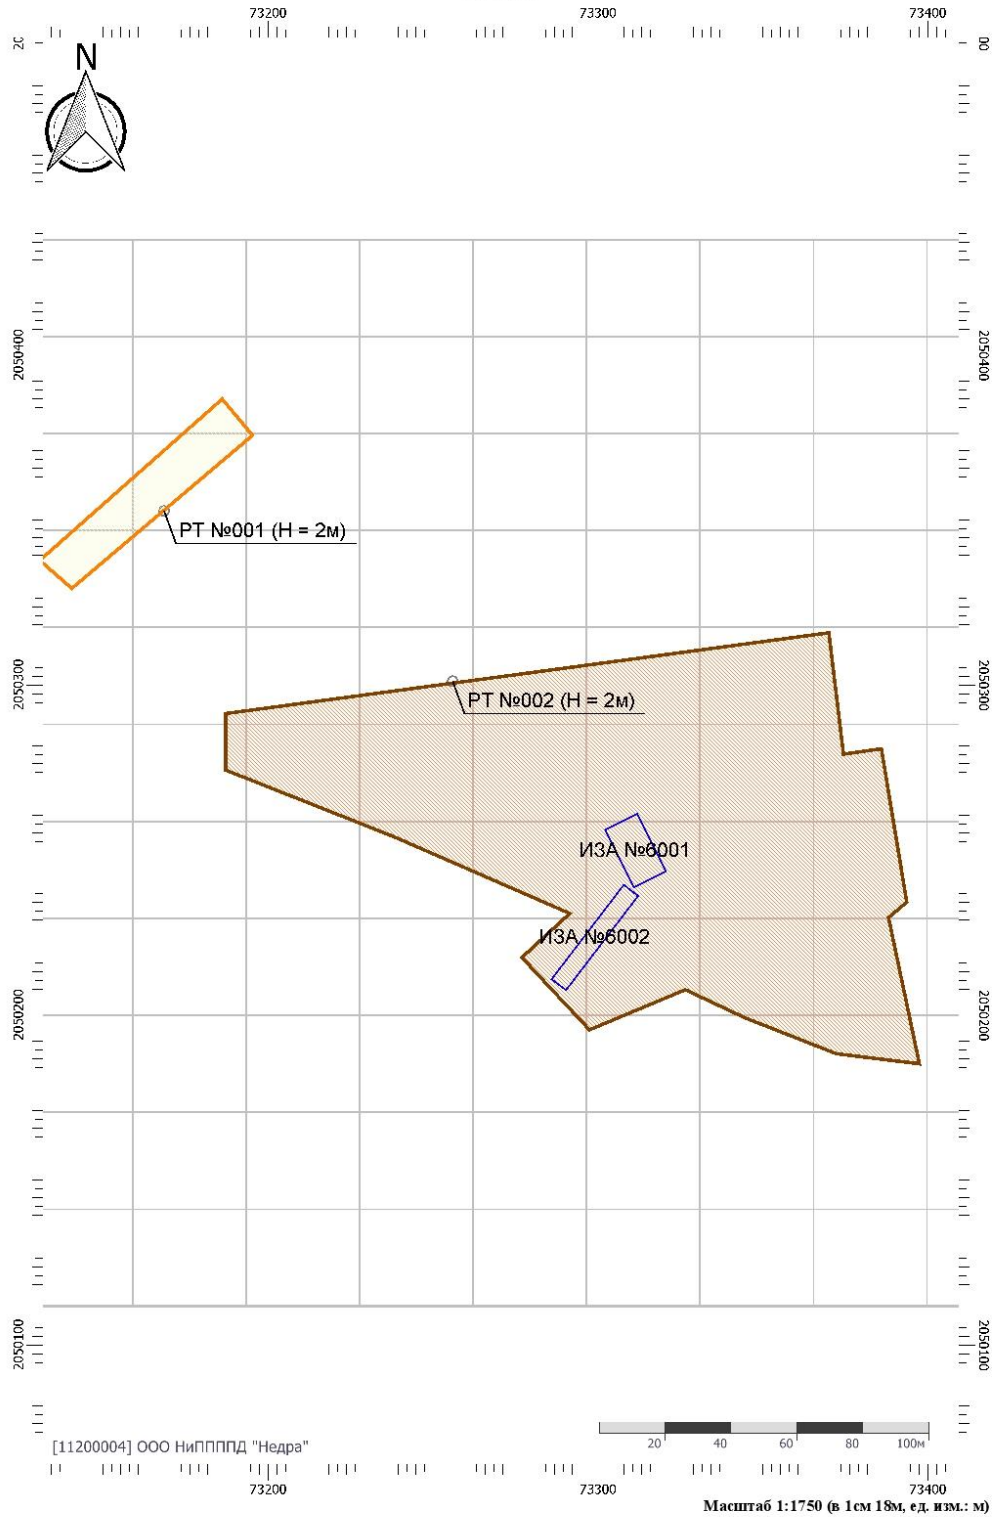 73200 73300 73400
N
2050400 2050400
РТ №001 (H = 2м)
2050300 2050300
РТ №002 (H = 2м)
ИЗА №6001
ИЗА №6002
2050200 2050200
2050100 2050100
[11200004] ООО НиППППД "Недра"
20 40 60 80 100м
73200 73300 73400
Масштаб 1:1750 (в 1см 18м, ед. изм.: м)